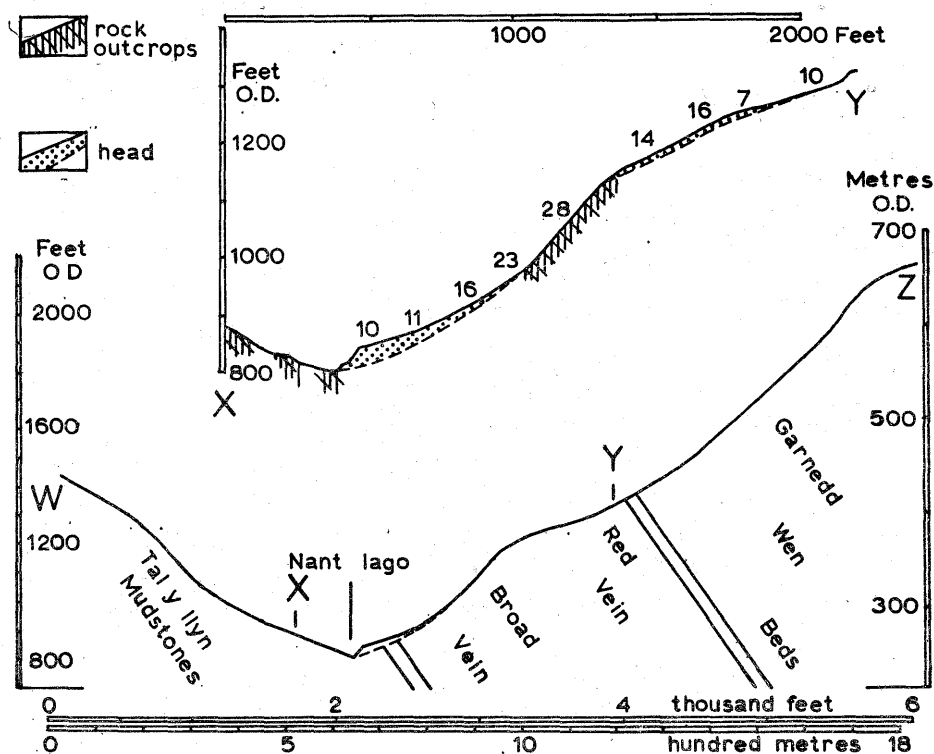 rock
outcrops
head
1000
2000 Feet
Feet
O.D.
1200
1000
800
10
11
16
23
28
14
16
7
10
X
Y
Metres
O.D.
700
500
300
Feet
O D
2000
1600
1200
800
W
X
Nant Iago
Y
Z
Tal y llyn
Mudstones
Broad
Vein
Red
Vein
Garnedd
Wen
Beds
0
2
4
thousand feet
6
0
5
10
hundred metres
18